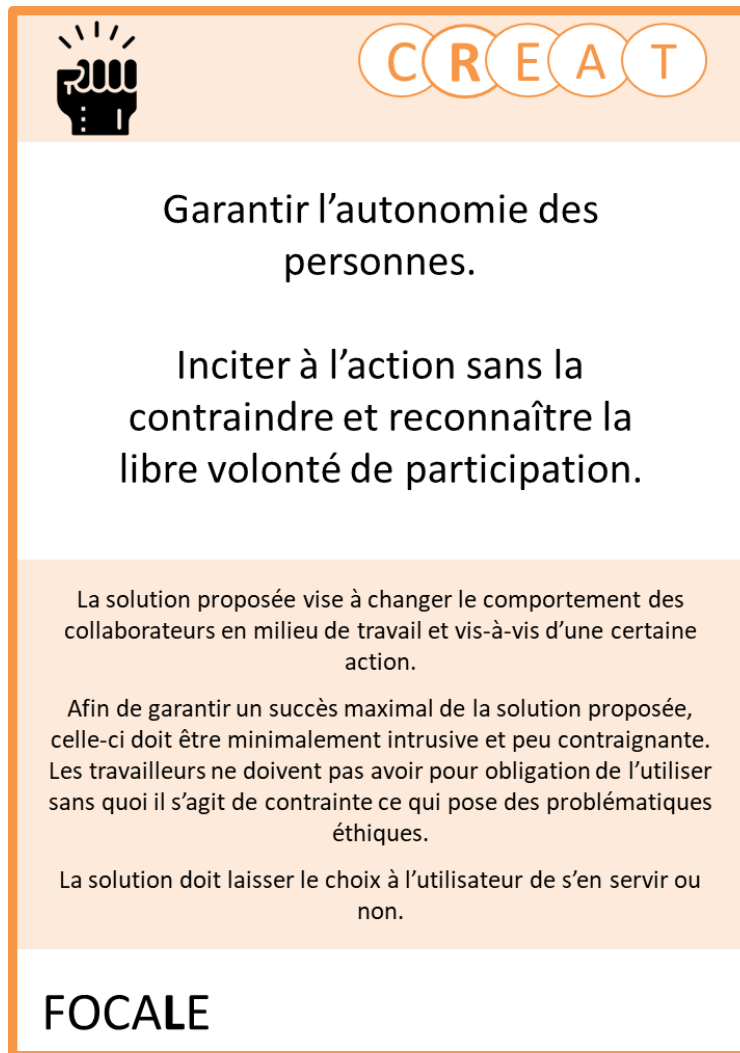 CREAT
Garantir l’autonomie des
personnes.
Inciter à l’action sans la
contraindre et reconnaître la
libre volonté de participation.
La solution proposée vise à changer le comportement des
collaborateurs en milieu de travail et vis-à-vis d’une certaine
action.
Afin de garantir un succès maximal de la solution proposée,
celle-ci doit être minimalement intrusive et peu contraignante.
Les travailleurs ne doivent pas avoir pour obligation de l’utiliser
sans quoi il s’agit de contrainte ce qui pose des problématiques
éthiques.
La solution doit laisser le choix à l’utilisateur de s’en servir ou
non.
FOCALE